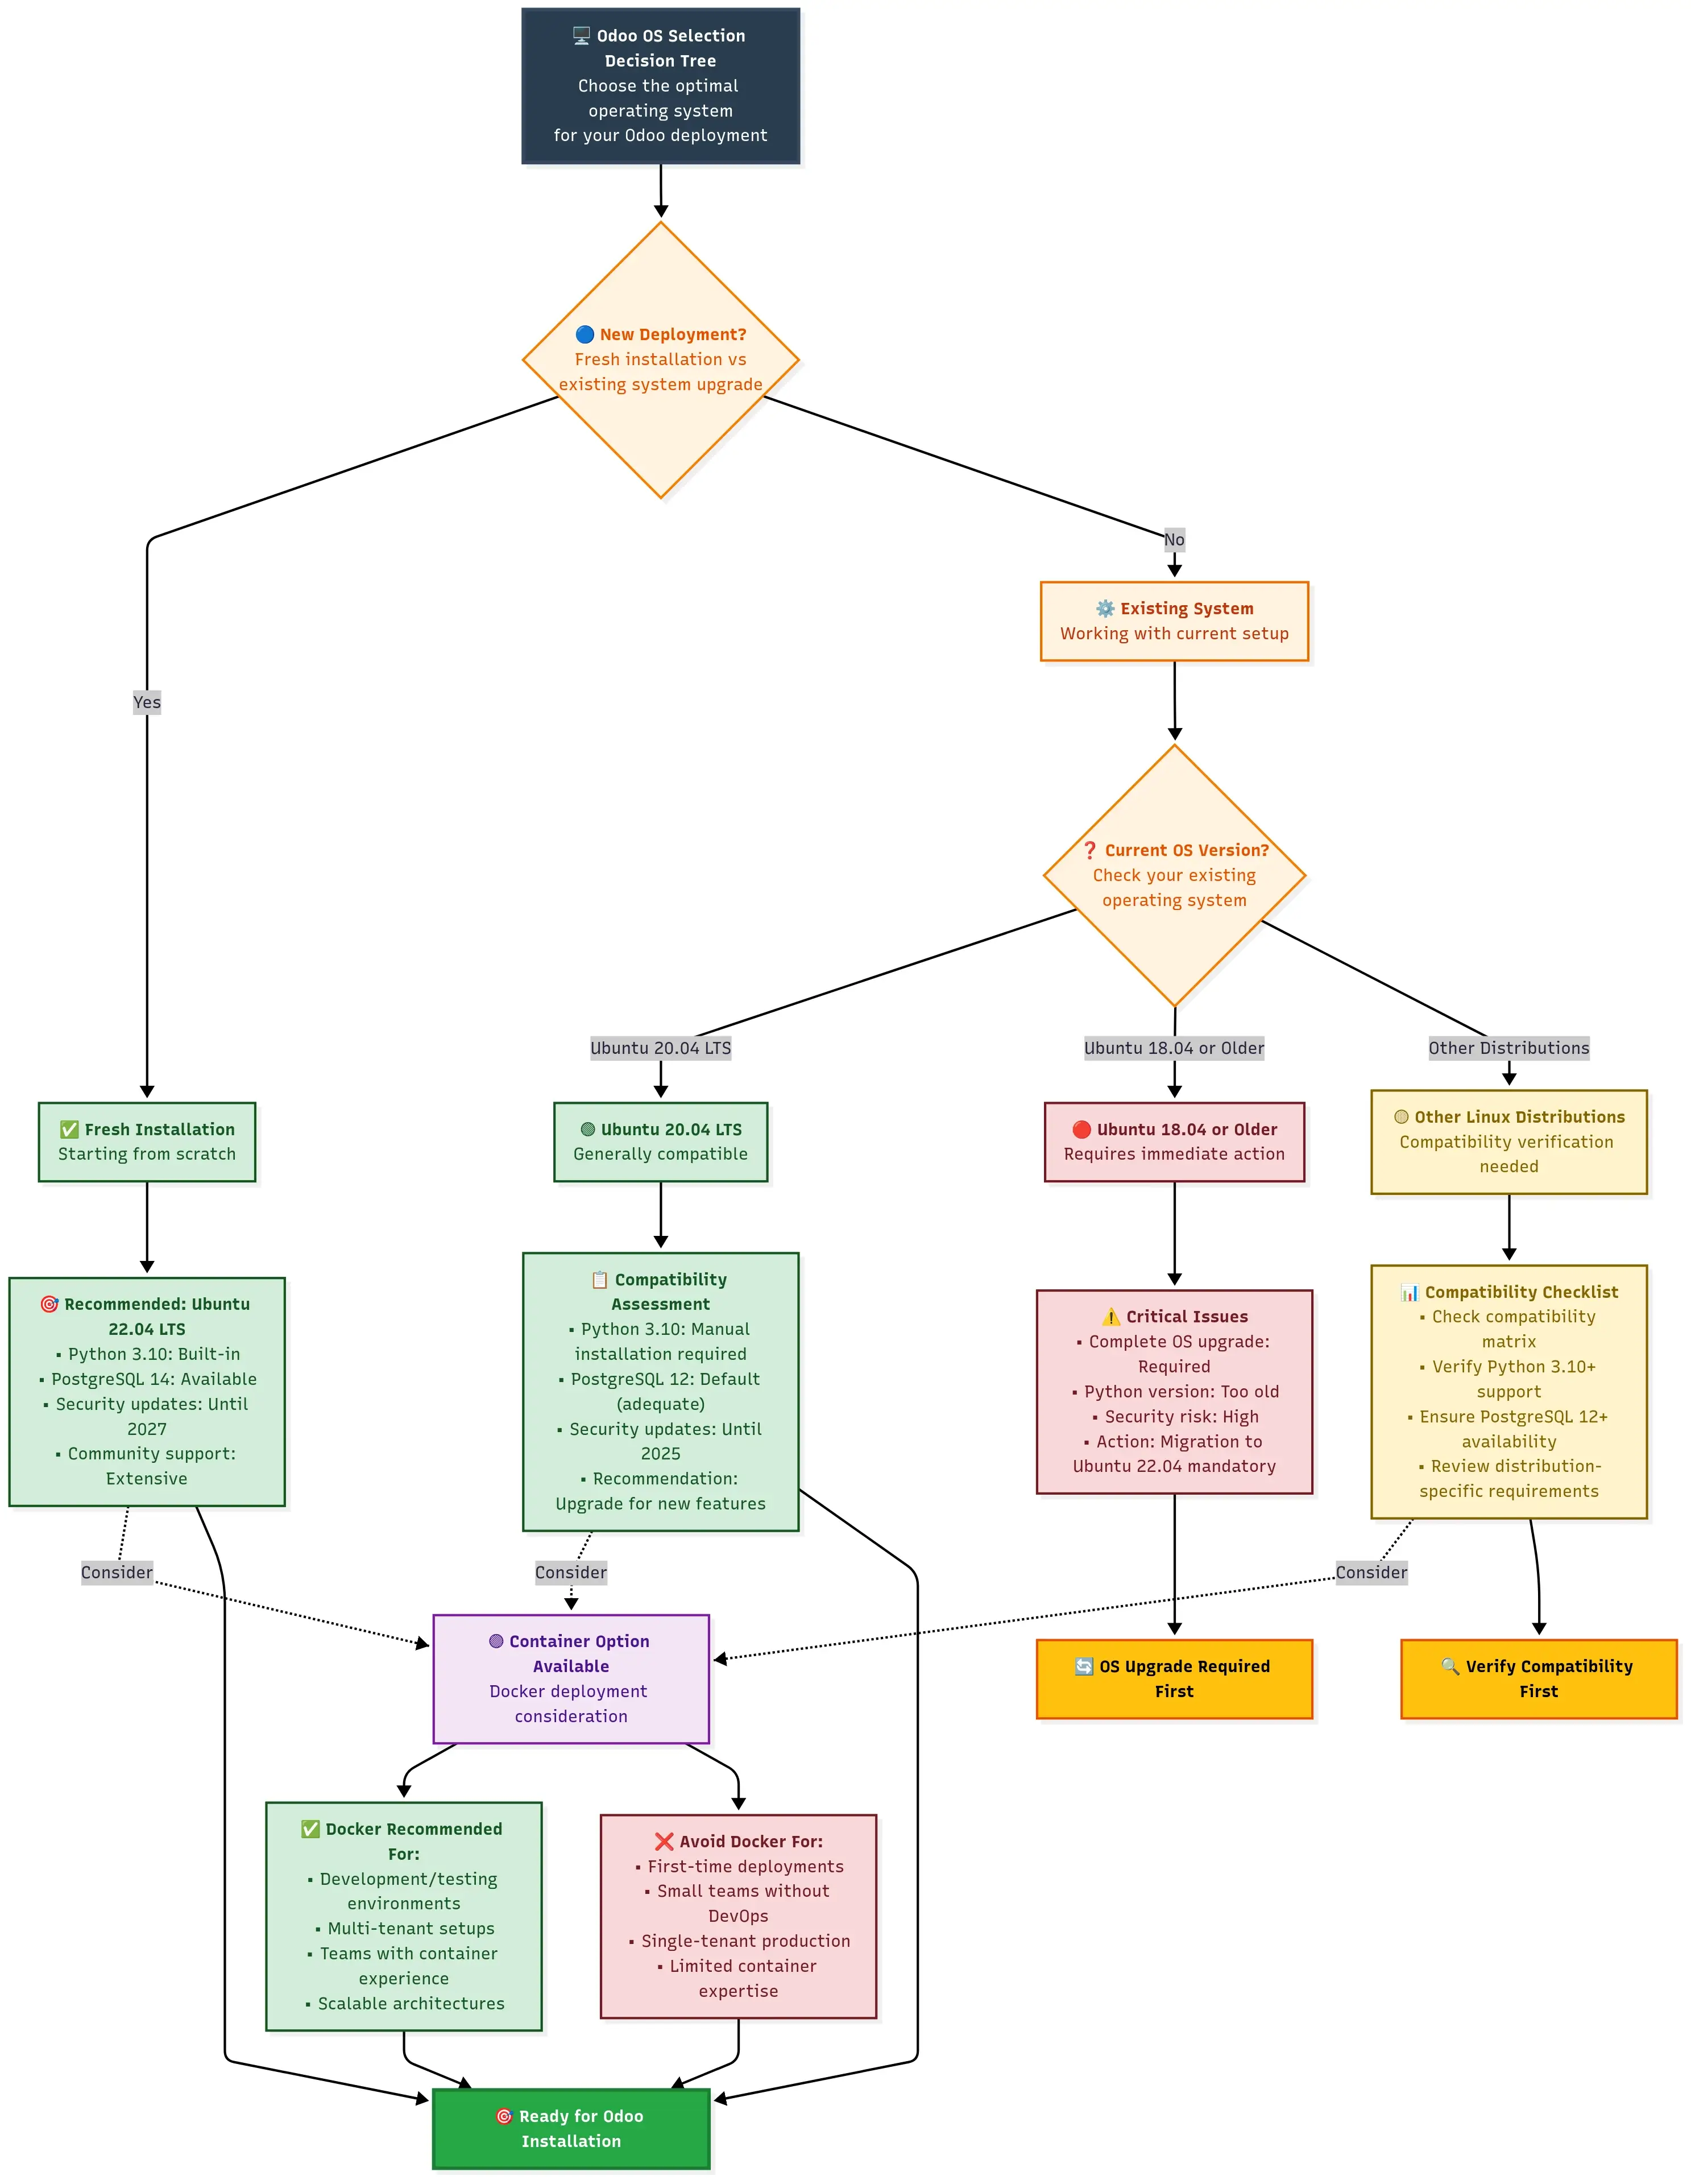 🖥️ Odoo OS Selection
Decision Tree
Choose the optimal
operating system
for your Odoo deployment
🔵 New Deployment?
Fresh installation vs
existing system upgrade
No
⚙️ Existing System
Working with current setup
Yes
❓ Current OS Version?
Check your existing
operating system
Ubuntu 20.04 LTS
Ubuntu 18.04 or Older
Other Distributions
✅ Fresh Installation
Starting from scratch
🟢 Ubuntu 20.04 LTS
Generally compatible
🔴 Ubuntu 18.04 or Older
Requires immediate action
🟡 Other Linux Distributions
Compatibility verification
needed
🎯 Recommended: Ubuntu
22.04 LTS
▪ Python 3.10: Built-in
▪ PostgreSQL 14: Available
▪ Security updates: Until
2027
▪ Community support:
Extensive
📋 Compatibility
Assessment
▪ Python 3.10: Manual
installation required
▪ PostgreSQL 12: Default
(adequate)
▪ Security updates: Until
2025
▪ Recommendation:
Upgrade for new features
⚠️ Critical Issues
▪ Complete OS upgrade:
Required
▪ Python version: Too old
▪ Security risk: High
▪ Action: Migration to
Ubuntu 22.04 mandatory
📊 Compatibility Checklist
▪ Check compatibility
matrix
▪ Verify Python 3.10+
support
▪ Ensure PostgreSQL 12+
availability
▪ Review distribution-
specific requirements
Consider
Consider
Consider
🟣 Container Option
Available
Docker deployment
consideration
🔄 OS Upgrade Required
First
🔍 Verify Compatibility
First
✅ Docker Recommended
For:
▪ Development/testing
environments
▪ Multi-tenant setups
▪ Teams with container
experience
▪ Scalable architectures
❌ Avoid Docker For:
▪ First-time deployments
▪ Small teams without
DevOps
▪ Single-tenant production
▪ Limited container
expertise
🎯 Ready for Odoo
Installation